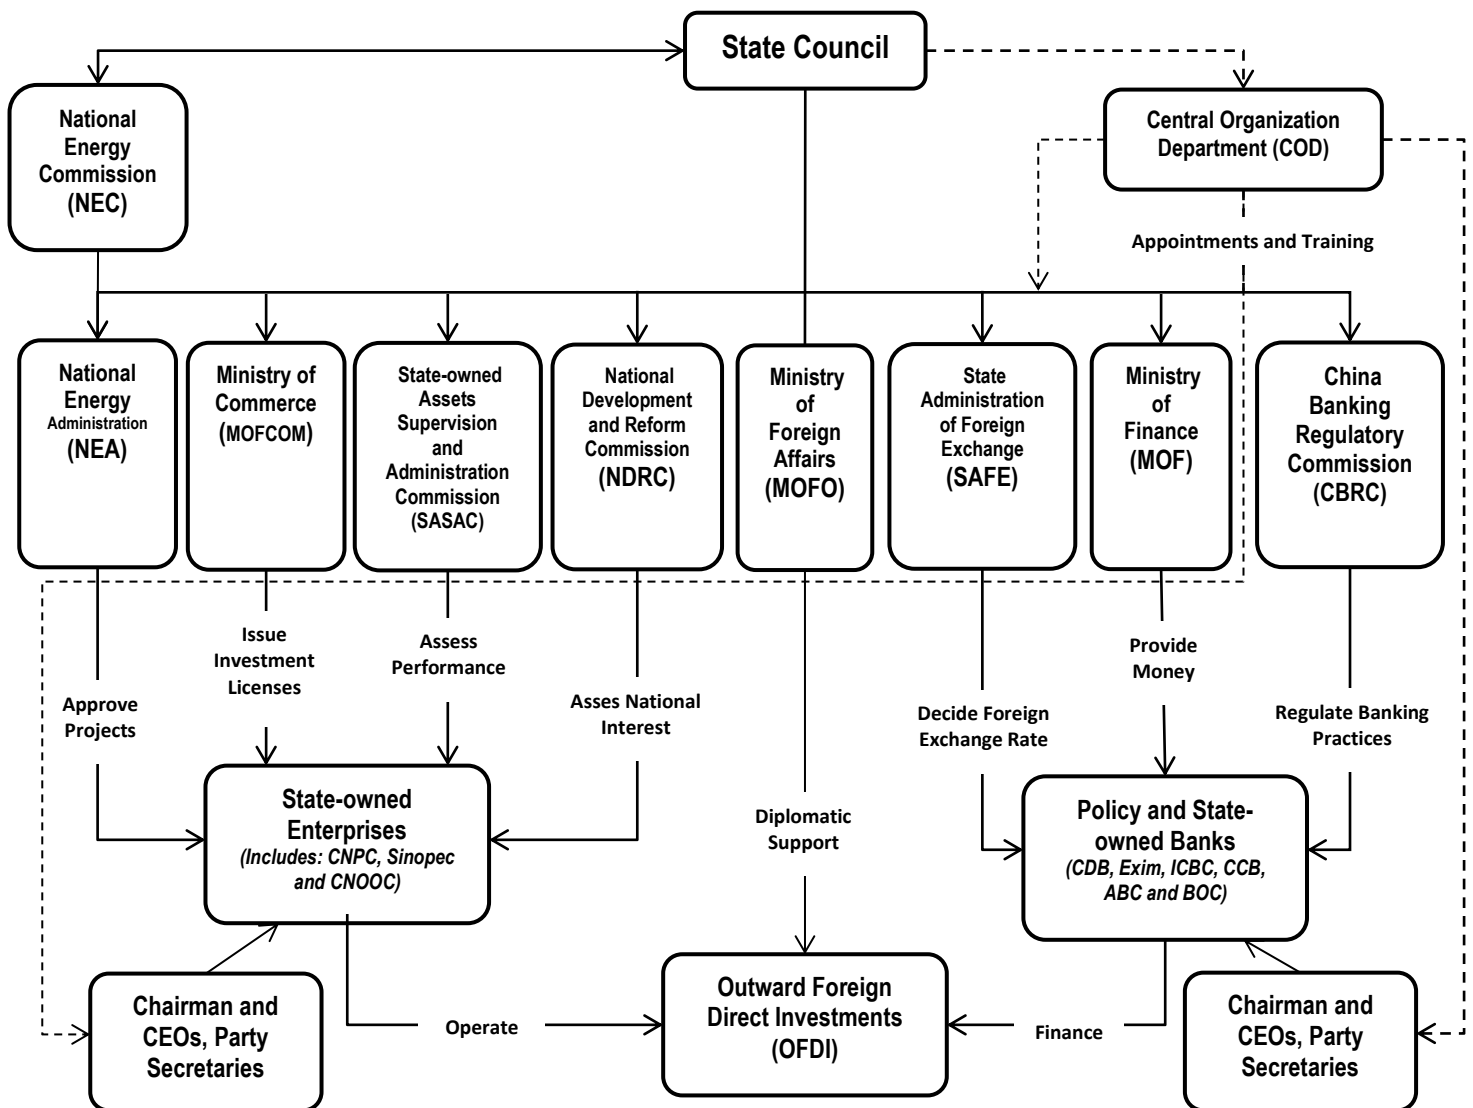 State Council
National
Energy
Commission
(NEC)
Central Organization
Department (COD)
Appointments and Training
National
Energy
Administration
(NEA)
Ministry of
Commerce
(MOFCOM)
State-owned
Assets
Supervision
and
Administration
Commission
(SASAC)
National
Development
and Reform
Commission
(NDRC)
Ministry
of
Foreign
Affairs
(MOFO)
State
Administration
of Foreign
Exchange
(SAFE)
Ministry
of
Finance
(MOF)
China
Banking
Regulatory
Commission
(CBRC)
Approve
Projects
Issue
Investment
Licenses
Assess
Performance
Asses National
Interest
Diplomatic
Support
Decide Foreign
Exchange Rate
Provide
Money
Regulate Banking
Practices
State-owned
Enterprises
(Includes: CNPC, Sinopec
and CNOOC)
Policy and State-
owned Banks
(CDB, Exim, ICBC, CCB,
ABC and BOC)
Chairman and
CEOs, Party
Secretaries
Operate
Outward Foreign
Direct Investments
(OFDI)
Finance
Chairman and
CEOs, Party
Secretaries